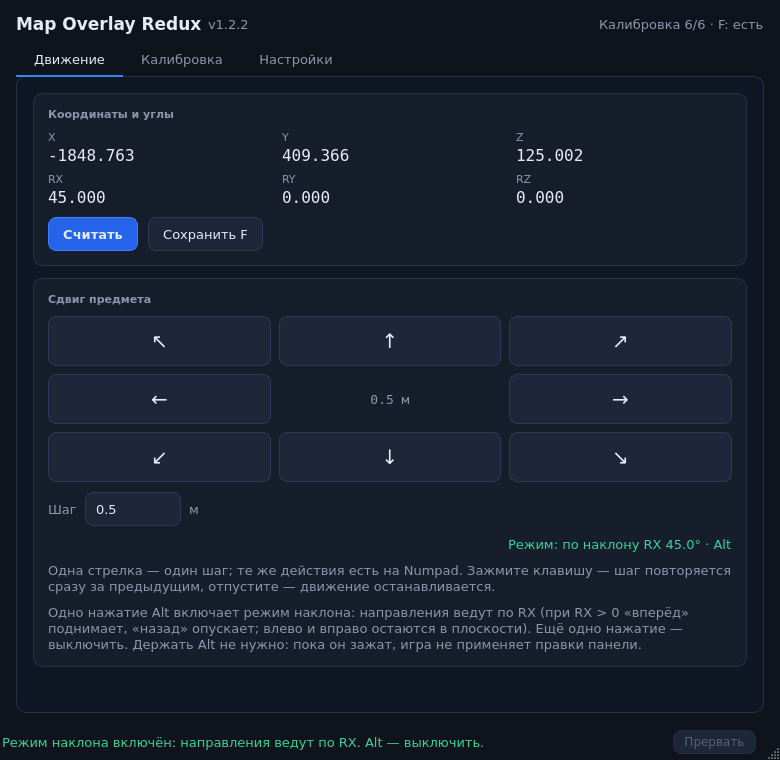 Map Overlay Redux v1.2.2
Калибровка 6/6 · F: есть
Движение Калибровка Настройки
Координаты и углы
X Y Z
-1848.763 409.366 125.002
RX RY RZ
45.000 0.000 0.000
Считать Сохранить F
Сдвиг предмета
↖ ↑ ↗
← 0.5 м →
↙ ↓ ↘
Шаг 0.5 м
Режим: по наклону RX 45.0° · Alt
Одна стрелка — один шаг; те же действия есть на Numpad. Зажмите клавишу — шаг повторяется
сразу за предыдущим, отпустите — движение останавливается.
Одно нажатие Alt включает режим наклона: направления ведут по RX (при RX > 0 «вперёд»
поднимает, «назад» опускает; влево и вправо остаются в плоскости). Ещё одно нажатие —
выключить. Держать Alt не нужно: пока он зажат, игра не применяет правки панели.
Режим наклона включён: направления ведут по RX. Alt — выключить.
Прервать